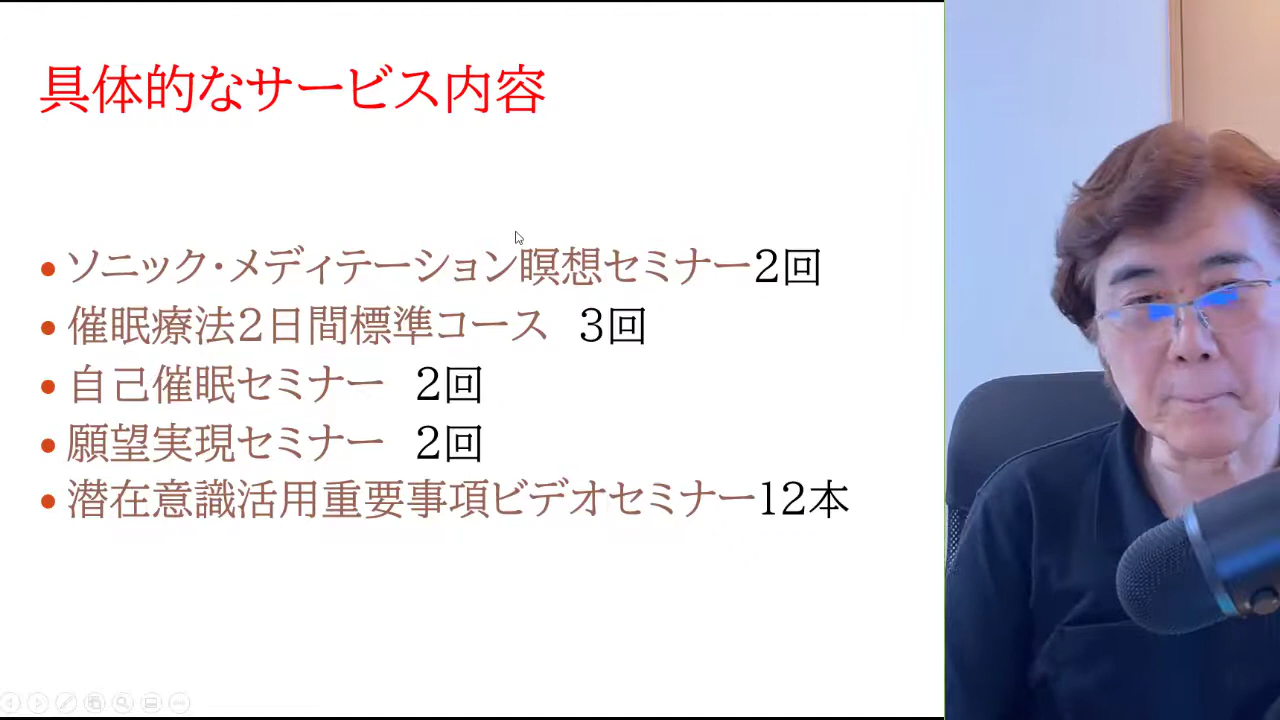 具体的なサービス内容
•ソニック・メディテーション瞑想セミナー2回
•催眠療法2日間標準コース　3回
•自己催眠セミナー　2回
•願望実現セミナー　2回
•潜在意識活用重要事項ビデオセミナー12本